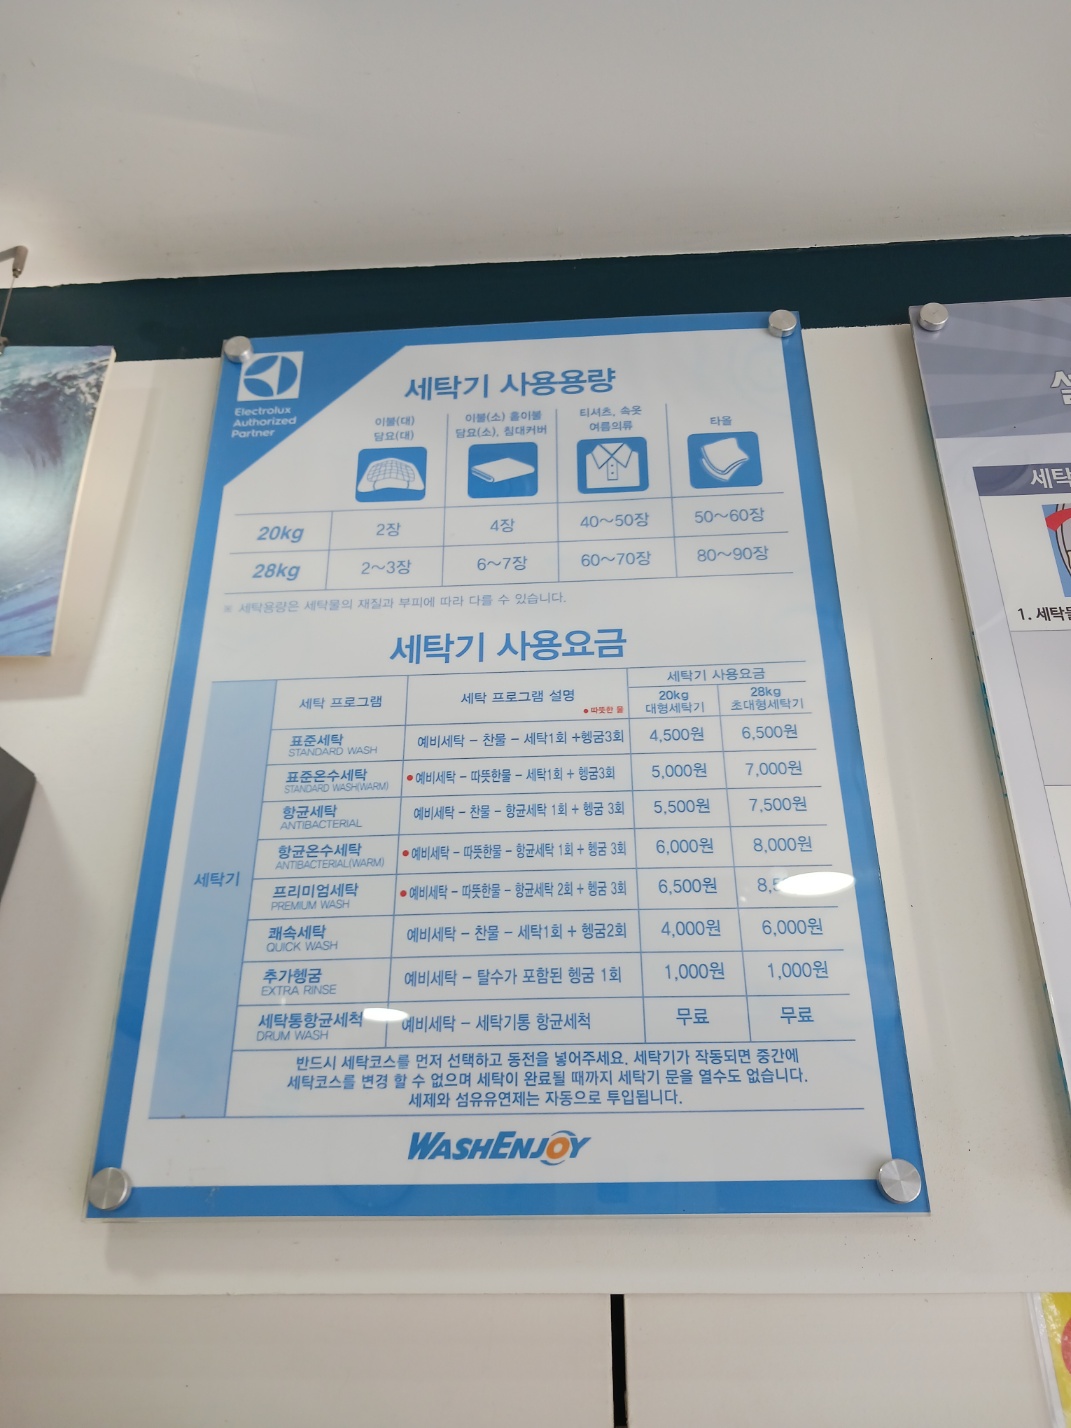 Electrolux
Authorized
Partner
세탁기 사용용량
이불(대)
담요(대)
이불(소) 홑이불
담요(소), 침대커버
티셔츠, 속옷
여름의류
타올
20kg 2장 4장 40~50장 50~60장
28kg 2~3장 6~7장 60~70장 80~90장
※ 세탁용량은 세탁물의 재질과 부피에 따라 다를 수 있습니다.
세탁기 사용요금
세탁기
세탁 프로그램
세탁 프로그램 설명
● 따뜻한 물
세탁기 사용요금
20kg
대형세탁기
28kg
초대형세탁기
표준세탁
STANDARD WASH
예비세탁 - 찬물 - 세탁1회 +헹굼3회 4,500원 6,500원
표준온수세탁
STANDARD WASH(WARM)
● 예비세탁 - 따뜻한물 - 세탁1회 + 헹굼3회 5,000원 7,000원
항균세탁
ANTIBACTERIAL
예비세탁 - 찬물 - 항균세탁 1회 + 헹굼 3회 5,500원 7,500원
항균온수세탁
ANTIBACTERIAL(WARM)
● 예비세탁 - 따뜻한물 - 항균세탁 1회 + 헹굼 3회 6,000원 8,000원
프리미엄세탁
PREMIUM WASH
● 예비세탁 - 따뜻한물 - 항균세탁 2회 + 헹굼 3회 6,500원
쾌속세탁
QUICK WASH
예비세탁 - 찬물 - 세탁1회 + 헹굼2회 4,000원 6,000원
추가헹굼
EXTRA RINSE
예비세탁 - 탈수가 포함된 헹굼 1회 1,000원 1,000원
세탁통항균세척
DRUM WASH
예비세탁 - 세탁기통 항균세척 무료 무료
반드시 세탁코스를 먼저 선택하고 동전을 넣어주세요. 세탁기가 작동되면 중간에
세탁코스를 변경 할 수 없으며 세탁이 완료될 때까지 세탁기 문을 열수도 없습니다.
세제와 섬유유연제는 자동으로 투입됩니다.
WASHENJOY